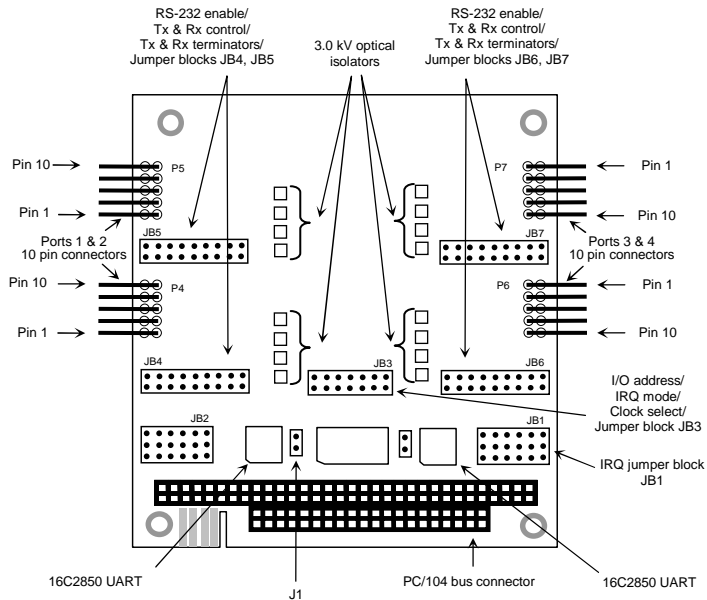 RS-232 enable/
Tx & Rx control/
Tx & Rx terminators/
Jumper blocks JB4, JB5
3.0 kV optical
isolators
RS-232 enable/
Tx & Rx control/
Tx & Rx terminators/
Jumper blocks JB6, JB7
Pin 10
P5
P7
Pin 1
Pin 1
Pin 10
Ports 1 & 2
10 pin connectors
JB5
JB7
Ports 3 & 4
10 pin connectors
Pin 10
P4
P6
Pin 1
Pin 1
Pin 10
JB4
JB3
JB6
I/O address/
IRQ mode/
Clock select/
Jumper block JB3
JB2
JB1
IRQ jumper block
JB1
16C2850 UART
J1
PC/104 bus connector
16C2850 UART